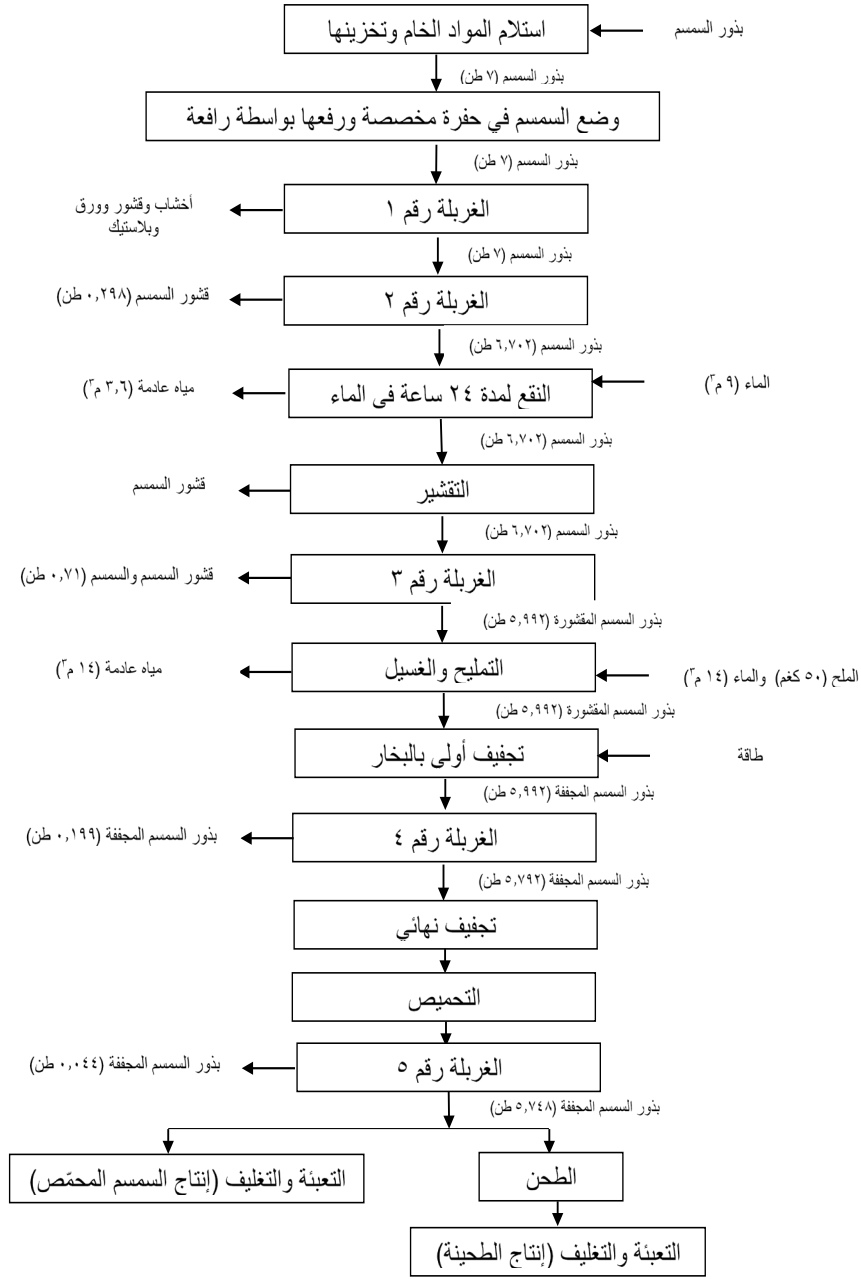 بذور السمسم
استلام المواد الخام وتخزينها
بذور السمسم (٧ طن)
وضع السمسم في حفرة مخصصة ورفعها بواسطة رافعة
بذور السمسم (٧ طن)
الغربلة رقم ١
أخشاب وقشور وورق
وبلاستيك
بذور السمسم (٧ طن)
الغربلة رقم ٢
قشور السمسم (٠,٢٩٨ طن)
بذور السمسم (٦,٧٠٢ طن)
الماء (٩ م٣)
النقع لمدة ٢٤ ساعة في الماء
مياه عادمة (٣,٦ م٣)
بذور السمسم (٦,٧٠٢ طن)
التقشير
قشور السمسم
بذور السمسم (٦,٧٠٢ طن)
الغربلة رقم ٣
قشور السمسم والسمسم (٠,٧١ طن)
بذور السمسم المقشورة (٥,٩٩٢ طن)
الملح (٥٠ كغم) والماء (١٤ م٣)
التمليح والغسيل
مياه عادمة (١٤ م٣)
بذور السمسم المقشورة (٥,٩٩٢ طن)
طاقة
تجفيف أولي بالبخار
بذور السمسم المجففة (٥,٩٩٢ طن)
الغربلة رقم ٤
بذور السمسم المجففة (٠,١٩٩ طن)
بذور السمسم المجففة (٥,٧٩٢ طن)
تجفيف نهائي
التحميص
الغربلة رقم ٥
بذور السمسم المجففة (٠,٠٤٤ طن)
بذور السمسم المجففة (٥,٧٤٨ طن)
الطحن
التعبئة والتغليف (إنتاج السمسم المحمّص)
التعبئة والتغليف (إنتاج الطحينة)